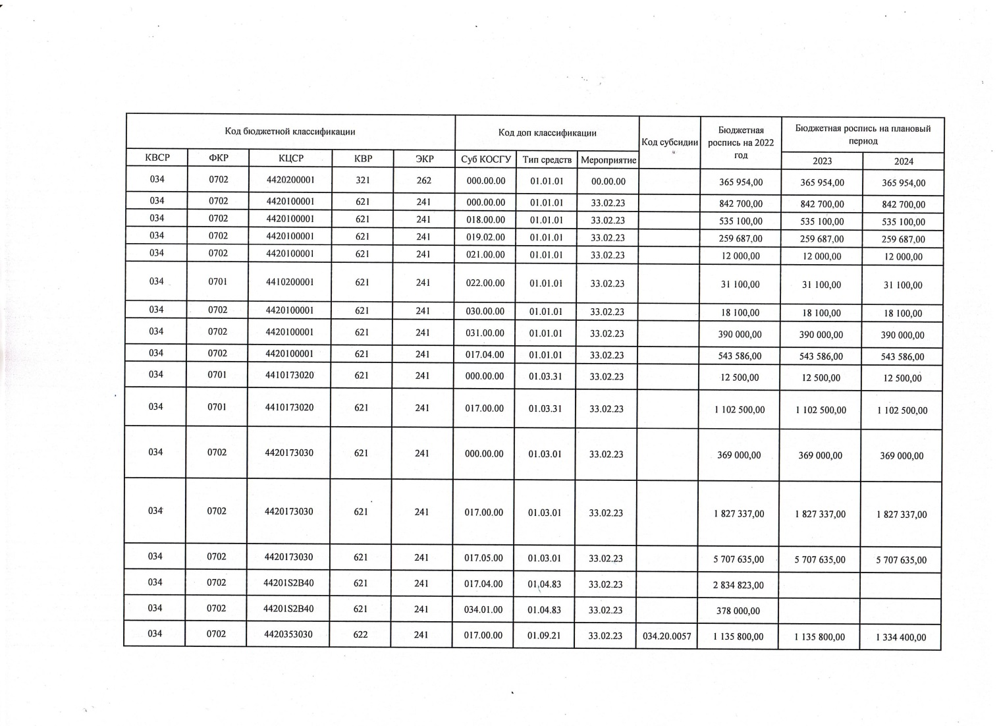 Код бюджетной классификации Код доп классификации Код субсидии Бюджетная роспись на 2022 год Бюджетная роспись на плановый период
КВСР ФКР КЦСР КВР ЭКР Суб КОСГУ Тип средств Мероприятие 2023 2024
034 0702 4420200001 321 262 000.00.00 01.01.01 00.00.00 365 954,00 365 954,00 365 954,00
034 0702 4420100001 621 241 000.00.00 01.01.01 33.02.23 842 700,00 842 700,00 842 700,00
034 0702 4420100001 621 241 018.00.00 01.01.01 33.02.23 535 100,00 535 100,00 535 100,00
034 0702 4420100001 621 241 019.02.00 01.01.01 33.02.23 259 687,00 259 687,00 259 687,00
034 0702 4420100001 621 241 021.00.00 01.01.01 33.02.23 12 000,00 12 000,00 12 000,00
034 0701 4410200001 621 241 022.00.00 01.01.01 33.02.23 31 100,00 31 100,00 31 100,00
034 0702 4420100001 621 241 030.00.00 01.01.01 33.02.23 18 100,00 18 100,00 18 100,00
034 0702 4420100001 621 241 031.00.00 01.01.01 33.02.23 390 000,00 390 000,00 390 000,00
034 0702 4420100001 621 241 017.04.00 01.01.01 33.02.23 543 586,00 543 586,00 543 586,00
034 0701 4410173020 621 241 000.00.00 01.03.31 33.02.23 12 500,00 12 500,00 12 500,00
034 0701 4410173020 621 241 017.00.00 01.03.31 33.02.23 1 102 500,00 1 102 500,00 1 102 500,00
034 0702 4420173030 621 241 000.00.00 01.03.01 33.02.23 369 000,00 369 000,00 369 000,00
034 0702 4420173030 621 241 017.00.00 01.03.01 33.02.23 1 827 337,00 1 827 337,00 1 827 337,00
034 0702 4420173030 621 241 017.05.00 01.03.01 33.02.23 5 707 635,00 5 707 635,00 5 707 635,00
034 0702 44201S2B40 621 241 017.04.00 01.04.83 33.02.23 2 834 823,00
034 0702 44201S2B40 621 241 034.01.00 01.04.83 33.02.23 378 000,00
034 0702 4420353030 622 241 017.00.00 01.09.21 33.02.23 034.20.0057 1 135 800,00 1 135 800,00 1 334 400,00